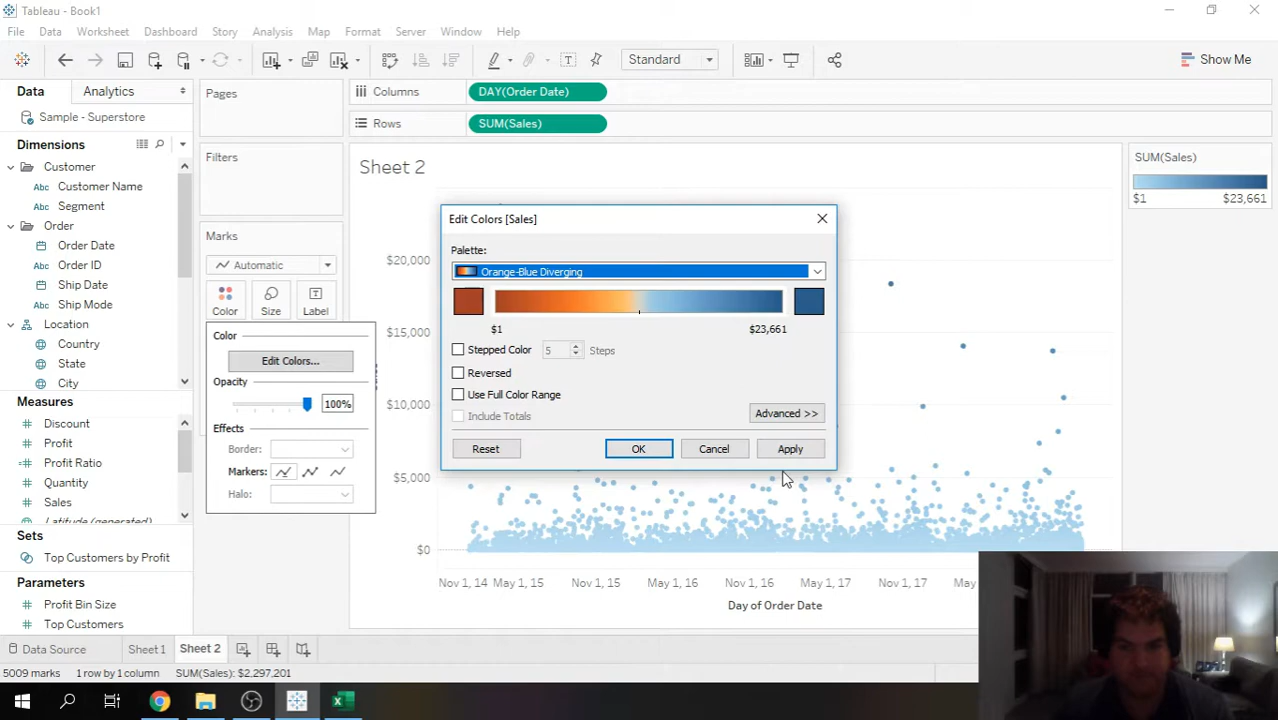 Tableau - Book1
File Data Worksheet Dashboard Story Analysis Map Format Server Window Help
Standard
Show Me
Data Analytics
Sample - Superstore
Dimensions
Customer
Abc Customer Name
Abc Segment
Order
Order Date
Abc Order ID
Ship Date
Abc Ship Mode
Location
Country
State
City
Measures
Discount
Profit
Profit Ratio
Quantity
Sales
Latitude (generated)
Sets
Top Customers by Profit
Parameters
Profit Bin Size
Top Customers
Pages
Filters
Marks
Automatic
Color Size Label
Color
Edit Colors...
Opacity
100%
Effects
Border:
Markers:
Halo:
Columns DAY(Order Date)
Rows SUM(Sales)
Sheet 2
$20,000
$15,000
$10,000
$5,000
$0
Nov 1, 14 May 1, 15 Nov 1, 15 May 1, 16 Nov 1, 16 May 1, 17 Nov 1, 17
Day of Order Date
Edit Colors [Sales]
Palette:
Orange-Blue Diverging
$1 $23,661
Stepped Color 5 Steps
Reversed
Use Full Color Range
Include Totals
Advanced >>
Reset OK Cancel Apply
SUM(Sales)
$1 $23,661
Data Source Sheet 1 Sheet 2
5009 marks 1 row by 1 column SUM(Sales): $2,297,201